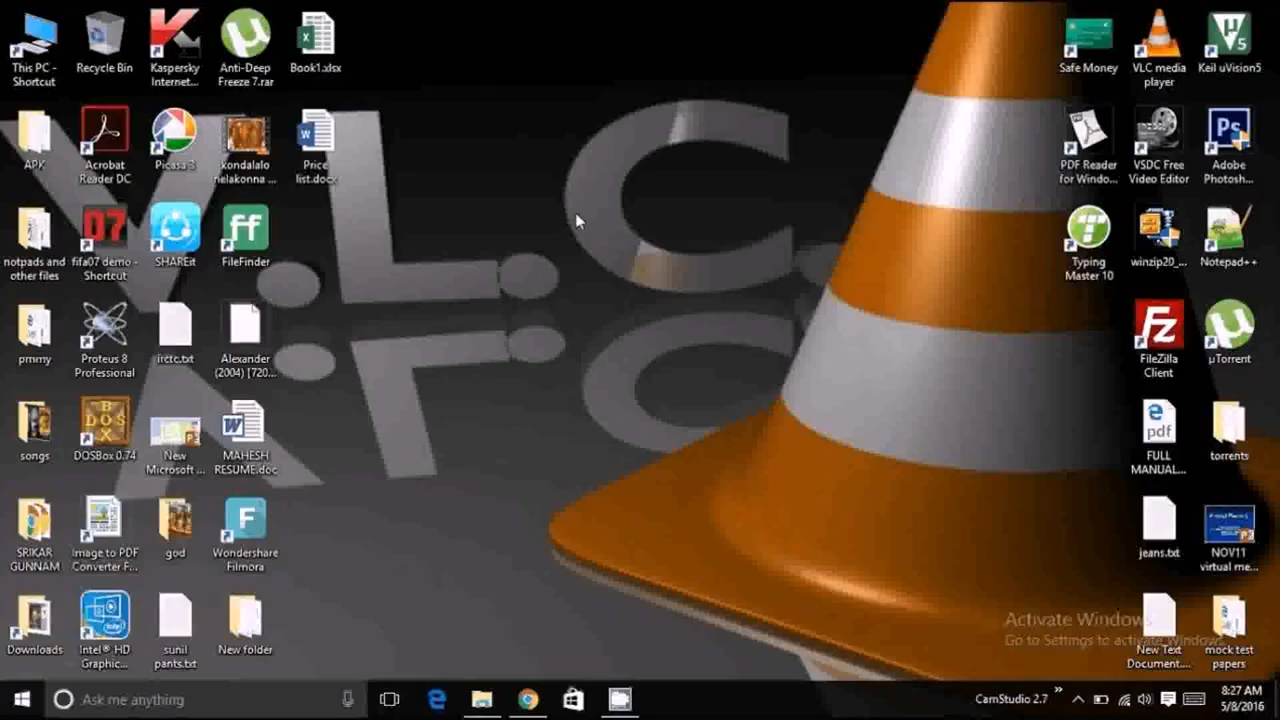 This PC - Shortcut
Recycle Bin
Kaspersky Internet...
Anti-Deep Freeze 7.rar
Book1.xlsx
Safe Money
VLC media player
Keil uVision5
APK
Acrobat Reader DC
Picasa 3
kondalalo nelakonna ...
Price list.docx
PDF Reader for Windo...
VSDC Free Video Editor
Adobe Photosh...
notpads and other files
fifa07 demo - Shortcut
SHAREit
FileFinder
Typing Master 10
winzip20_...
Notepad++
prnmy
Proteus 8 Professional
irctc.txt
Alexander (2004) [720...
FileZilla Client
µTorrent
songs
DOSBox 0.74
New Microsoft ...
MAHESH RESUME.doc
FULL MANUAL...
torrents
SRIKAR GUNNAM
Image to PDF Converter F...
god
Wondershare Filmora
jeans.txt
NOV11 virtual me...
Downloads
Intel® HD Graphic...
sunil pants.txt
New folder
New Text Document....
mock test papers
VLC
Activate Windows
Go to Settings to activate Windows.
Ask me anything
CamStudio 2.7
8:27 AM
5/8/2016